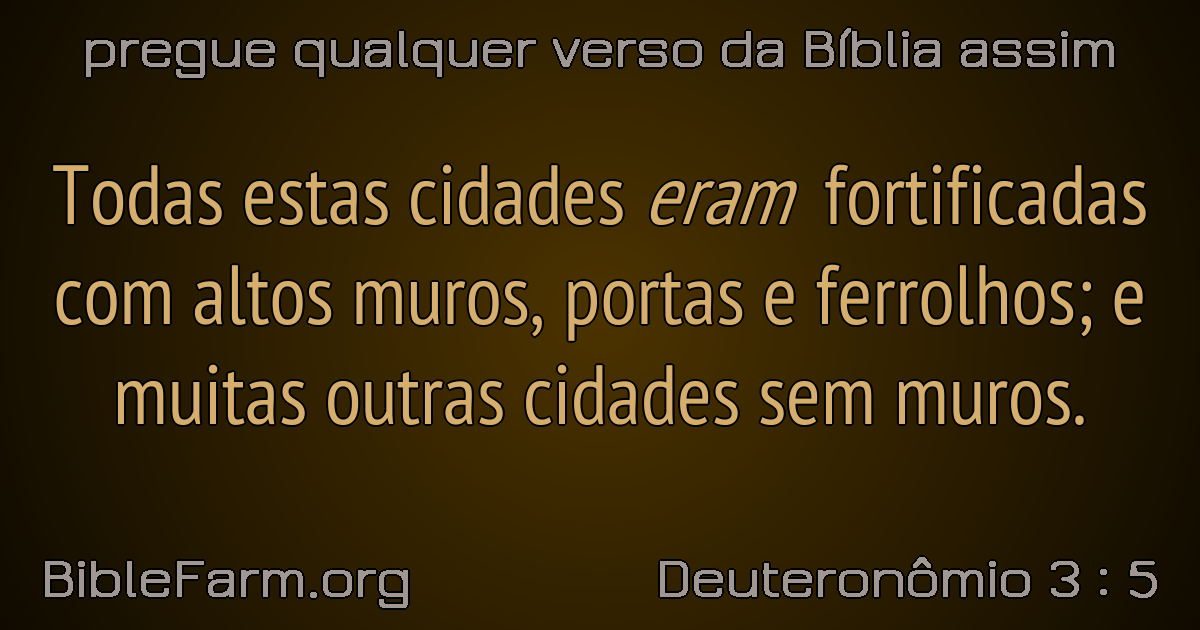 pregue qualquer verso da Bíblia assim
Todas estas cidades eram fortificadas
com altos muros, portas e ferrolhos; e
muitas outras cidades sem muros.
BibleFarm.org
Deuteronômio 3 : 5